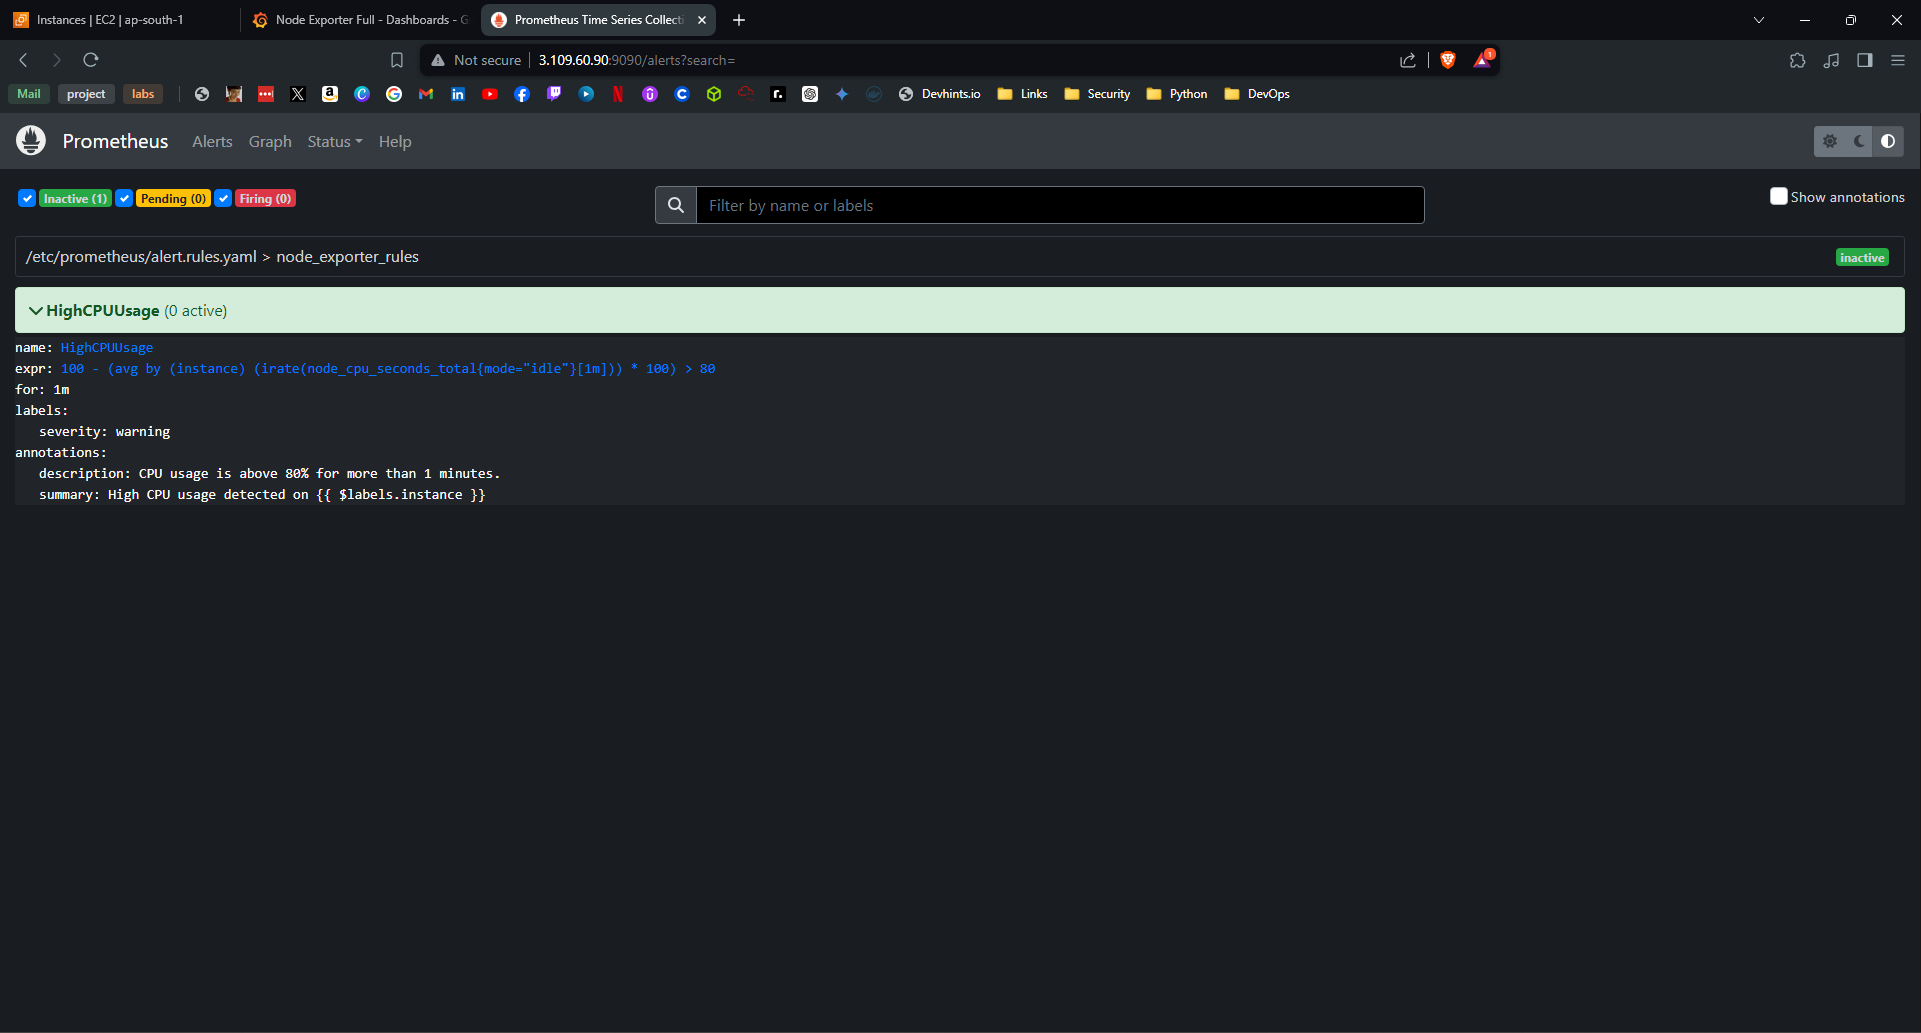 Instances | EC2 | ap-south-1
Node Exporter Full - Dashboards - G
Prometheus Time Series Collecti
Not secure
3.109.60.90:9090/alerts?search=
1
Mail
project
labs
Devhints.io
Links
Security
Python
DevOps
Prometheus
Alerts
Graph
Status
Help
Inactive (1)
Pending (0)
Firing (0)
Filter by name or labels
Show annotations
/etc/prometheus/alert.rules.yaml > node_exporter_rules
inactive
HighCPUUsage (0 active)
name: HighCPUUsage
expr: 100 - (avg by (instance) (irate(node_cpu_seconds_total{mode="idle"}[1m])) * 100) > 80
for: 1m
labels:
severity: warning
annotations:
description: CPU usage is above 80% for more than 1 minutes.
summary: High CPU usage detected on {{ $labels.instance }}